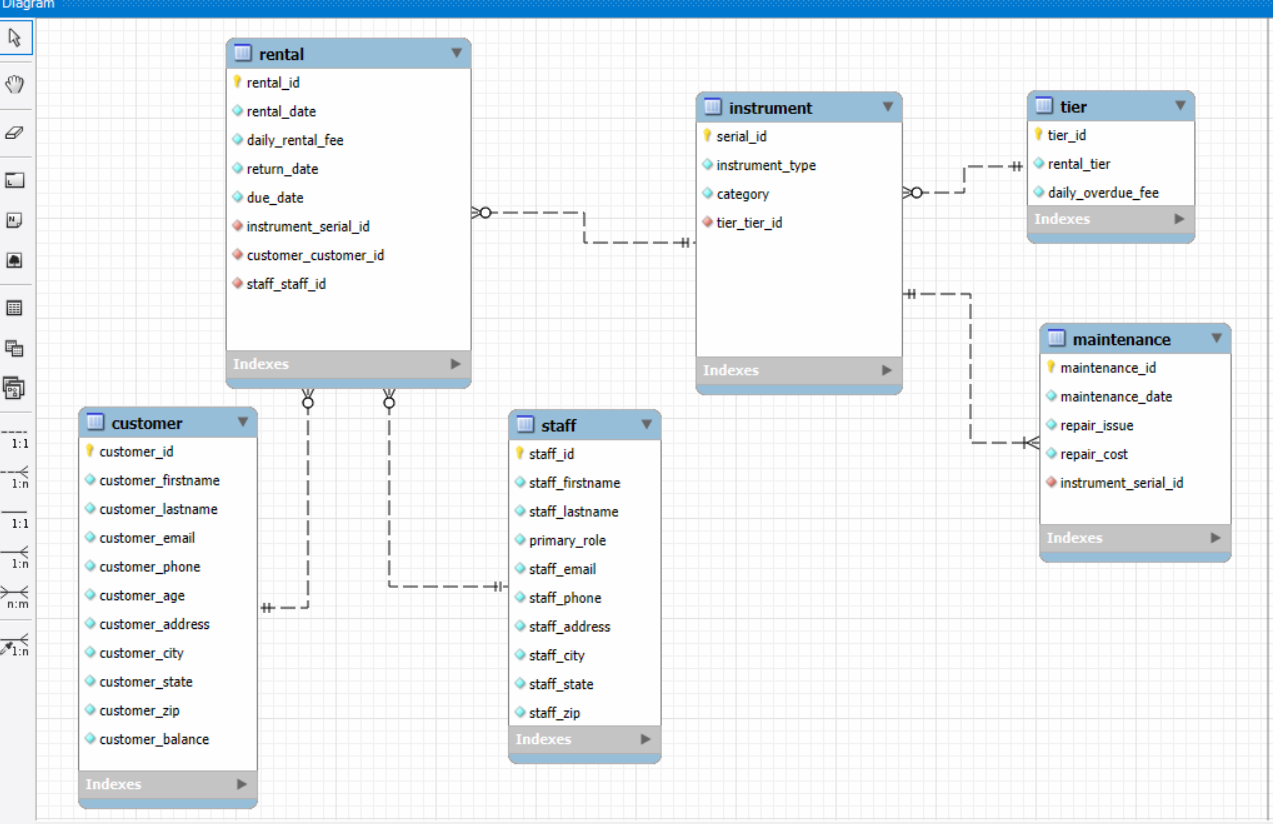 Diagram
rental
rental_id
rental_date
daily_rental_fee
return_date
due_date
instrument_serial_id
customer_customer_id
staff_staff_id
Indexes
instrument
serial_id
instrument_type
category
tier_tier_id
Indexes
tier
tier_id
rental_tier
daily_overdue_fee
Indexes
maintenance
maintenance_id
maintenance_date
repair_issue
repair_cost
instrument_serial_id
Indexes
customer
customer_id
customer_firstname
customer_lastname
customer_email
customer_phone
customer_age
customer_address
customer_city
customer_state
customer_zip
customer_balance
Indexes
staff
staff_id
staff_firstname
staff_lastname
primary_role
staff_email
staff_phone
staff_address
staff_city
staff_state
staff_zip
Indexes
1:1
1:n
1:1
1:n
n:m
1:n